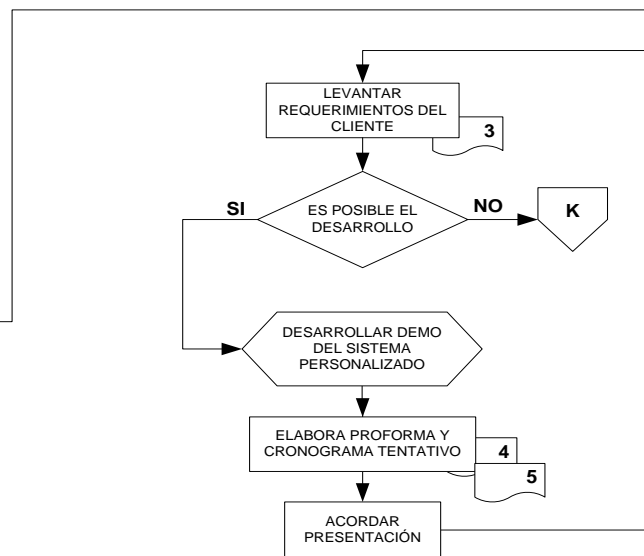 LEVANTAR
REQUERIMIENTOS DEL
CLIENTE
3
SI
ES POSIBLE EL
DESARROLLO
NO
K
DESARROLLAR DEMO
DEL SISTEMA
PERSONALIZADO
ELABORA PROFORMA Y
CRONOGRAMA TENTATIVO
4
5
ACORDAR
PRESENTACIÓN